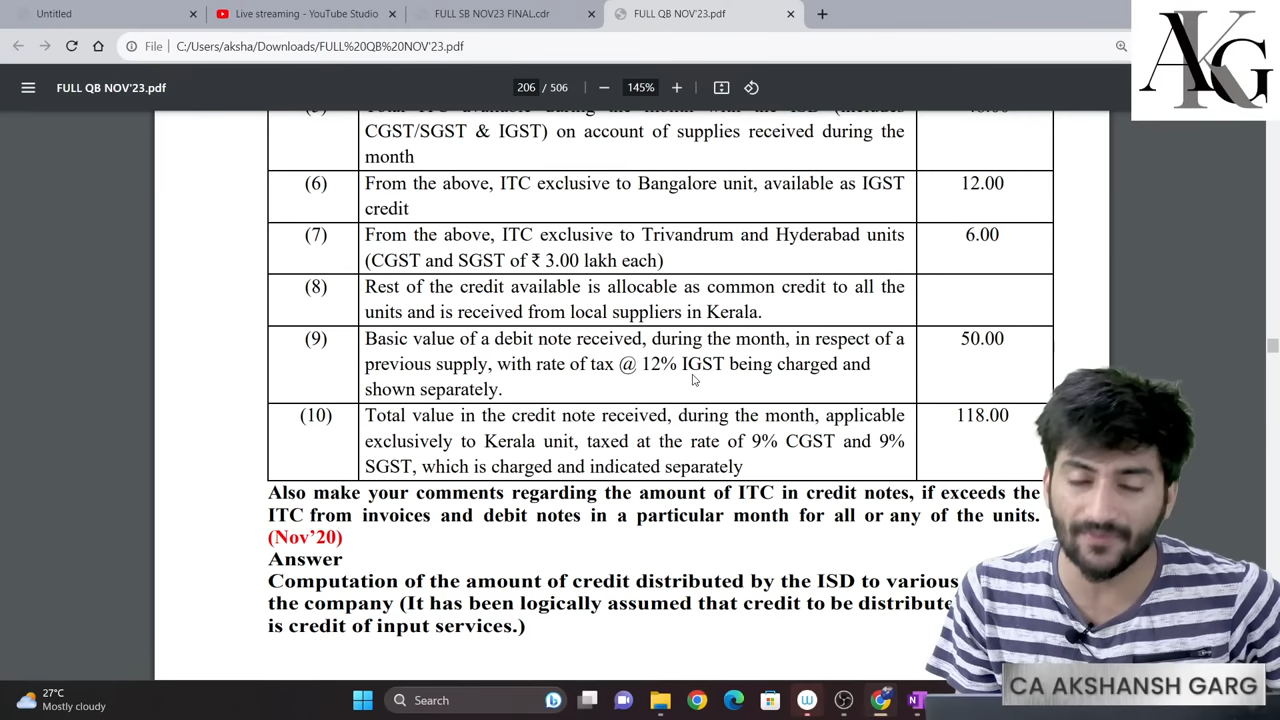 Untitled
Live streaming - YouTube Studio
FULL SB NOV23 FINAL.cdr
FULL QB NOV'23.pdf
File
C:/Users/aksha/Downloads/FULL%20QB%20NOV'23.pdf
AKG
FULL QB NOV'23.pdf
206 / 506
145%
CGST/SGST & IGST) on account of supplies received during the
month
(6) From the above, ITC exclusive to Bangalore unit, available as IGST 12.00
credit
(7) From the above, ITC exclusive to Trivandrum and Hyderabad units 6.00
(CGST and SGST of ₹ 3.00 lakh each)
(8) Rest of the credit available is allocable as common credit to all the
units and is received from local suppliers in Kerala.
(9) Basic value of a debit note received, during the month, in respect of a 50.00
previous supply, with rate of tax @ 12% IGST being charged and
shown separately.
(10) Total value in the credit note received, during the month, applicable 118.00
exclusively to Kerala unit, taxed at the rate of 9% CGST and 9%
SGST, which is charged and indicated separately
Also make your comments regarding the amount of ITC in credit notes, if exceeds the
ITC from invoices and debit notes in a particular month for all or any of the units.
(Nov'20)
Answer
Computation of the amount of credit distributed by the ISD to various
the company (It has been logically assumed that credit to be distribute
is credit of input services.)
CA AKSHANSH GARG
27°C
Mostly cloudy
Search